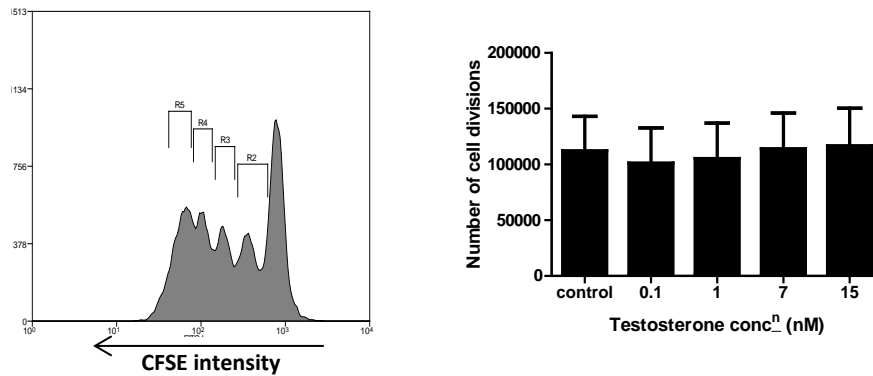 1513
1134
756
378
0
R5
R4
R3
R2
10⁰ 10¹ 10² 10³ 10⁴
CFSE intensity
Number of cell divisions
200000
150000
100000
50000
0
control 0.1 1 7 15
Testosterone concⁿ (nM)